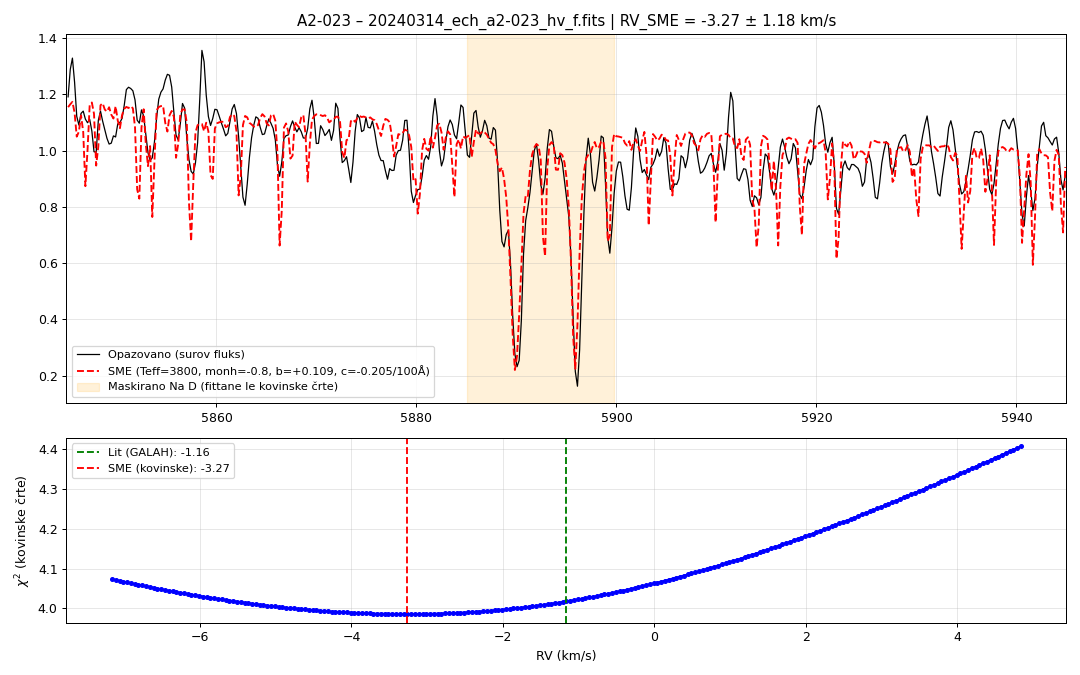 A2-023 – 20240314_ech_a2-023_hv_f.fits | RV_SME = -3.27 ± 1.18 km/s
1.4
1.2
1.0
0.8
0.6
0.4
0.2
Opazovano (surov fluks)
SME (Teff=3800, monh=-0.8, b=+0.109, c=-0.205/100Å)
Maskirano Na D (fittane le kovinske črte)
5860 5880 5900 5920 5940
4.4
4.3
4.2
4.1
4.0
χ² (kovinske črte)
Lit (GALAH): -1.16
SME (kovinske): -3.27
−6 −4 −2 0 2 4
RV (km/s)